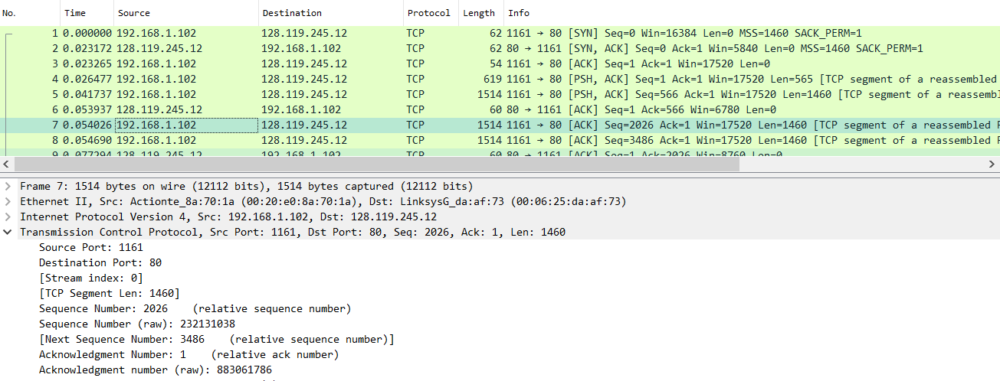 No. Time Source Destination Protocol Length Info
1 0.000000 192.168.1.102 128.119.245.12 TCP 62 1161 → 80 [SYN] Seq=0 Win=16384 Len=0 MSS=1460 SACK_PERM=1
2 0.023172 128.119.245.12 192.168.1.102 TCP 62 80 → 1161 [SYN, ACK] Seq=0 Ack=1 Win=5840 Len=0 MSS=1460 SACK_PERM=1
3 0.023265 192.168.1.102 128.119.245.12 TCP 54 1161 → 80 [ACK] Seq=1 Ack=1 Win=17520 Len=0
4 0.026477 192.168.1.102 128.119.245.12 TCP 619 1161 → 80 [PSH, ACK] Seq=1 Ack=1 Win=17520 Len=565 [TCP segment of a reassembled
5 0.041737 192.168.1.102 128.119.245.12 TCP 1514 1161 → 80 [PSH, ACK] Seq=566 Ack=1 Win=17520 Len=1460 [TCP segment of a reassembl
6 0.053937 128.119.245.12 192.168.1.102 TCP 60 80 → 1161 [ACK] Seq=1 Ack=566 Win=6780 Len=0
7 0.054026 192.168.1.102 128.119.245.12 TCP 1514 1161 → 80 [ACK] Seq=2026 Ack=1 Win=17520 Len=1460 [TCP segment of a reassembled P
8 0.054690 192.168.1.102 128.119.245.12 TCP 1514 1161 → 80 [ACK] Seq=3486 Ack=1 Win=17520 Len=1460 [TCP segment of a reassembled P
9 0.077294 128.119.245.12 192.168.1.102 TCP 60 80 → 1161 [ACK] Seq=1 Ack=2026 Win=8760 Len=0
Frame 7: 1514 bytes on wire (12112 bits), 1514 bytes captured (12112 bits)
Ethernet II, Src: Actionte_8a:70:1a (00:20:e0:8a:70:1a), Dst: LinksysG_da:af:73 (00:06:25:da:af:73)
Internet Protocol Version 4, Src: 192.168.1.102, Dst: 128.119.245.12
Transmission Control Protocol, Src Port: 1161, Dst Port: 80, Seq: 2026, Ack: 1, Len: 1460
Source Port: 1161
Destination Port: 80
[Stream index: 0]
[TCP Segment Len: 1460]
Sequence Number: 2026 (relative sequence number)
Sequence Number (raw): 232131038
[Next Sequence Number: 3486 (relative sequence number)]
Acknowledgment Number: 1 (relative ack number)
Acknowledgment number (raw): 883061786